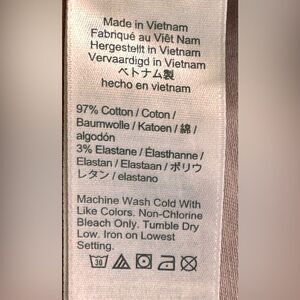 Made in Vietnam
Fabriqué au Viêt Nam
Hergestellt in Vietnam
Vervaardigd in Vietnam
ベトナム製
hecho en vietnam
97% Cotton / Coton /
Baumwolle / Katoen / 綿 /
algodón
3% Elastane / Élasthanne /
Elastan / Elastaan / ポリウ
レタン / elastano
Machine Wash Cold With
Like Colors. Non-Chlorine
Bleach Only. Tumble Dry
Low. Iron on Lowest
Setting.
30